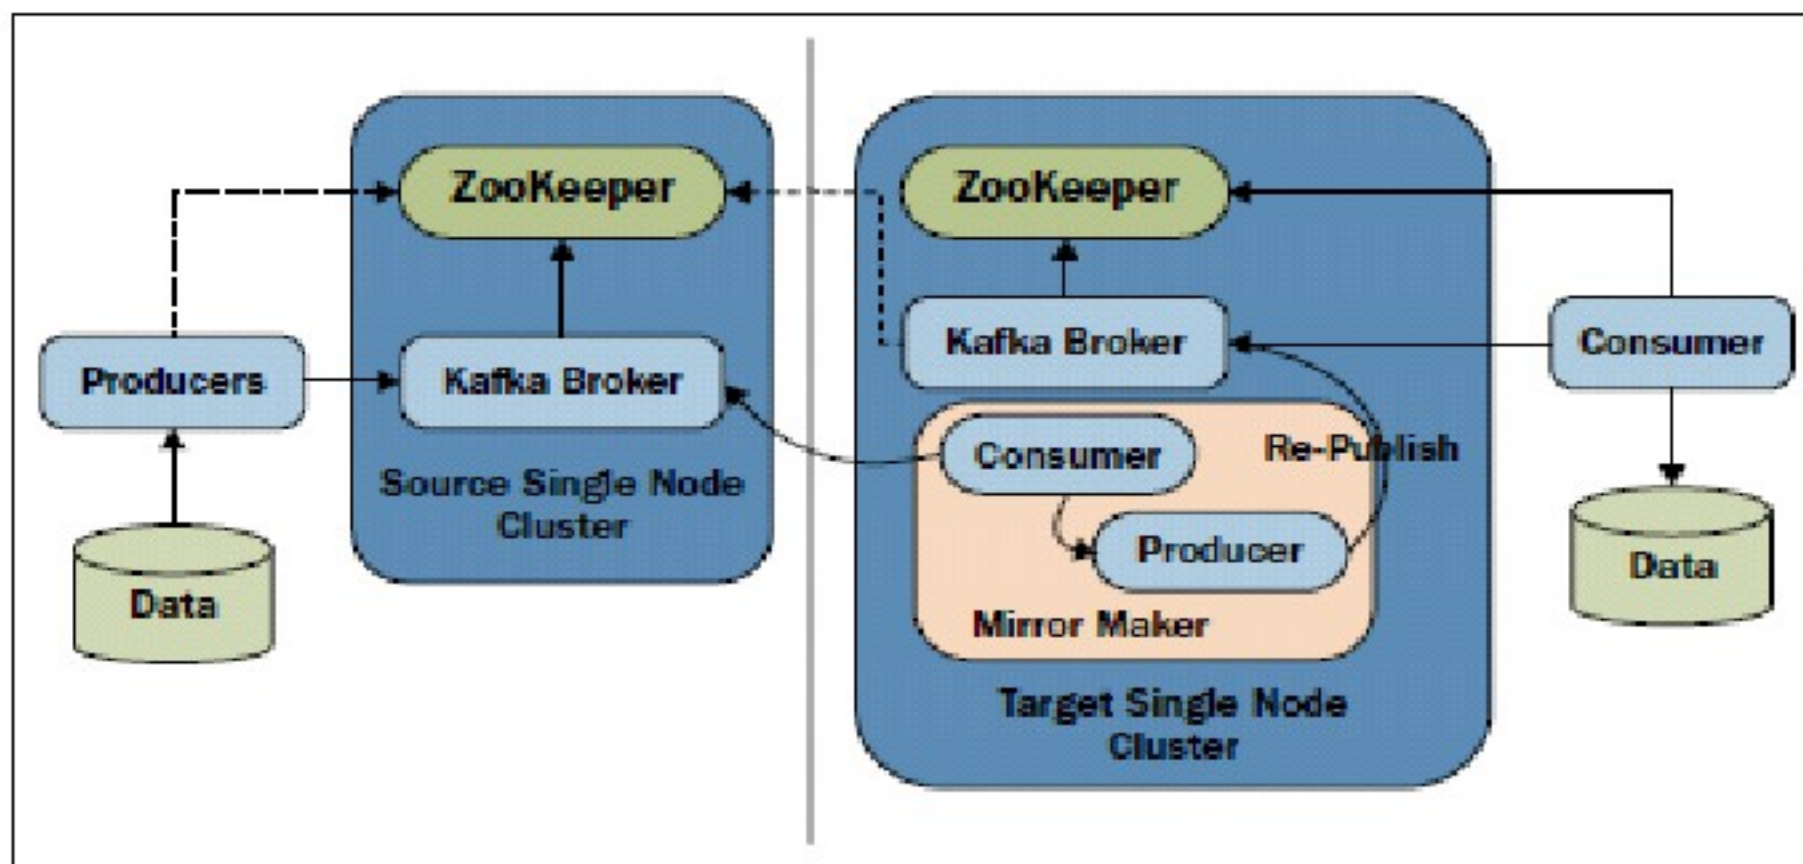 ZooKeeper
Producers
Kafka Broker
Source Single Node
Cluster
Data
ZooKeeper
Kafka Broker
Consumer
Re-Publish
Producer
Mirror Maker
Target Single Node
Cluster
Consumer
Data